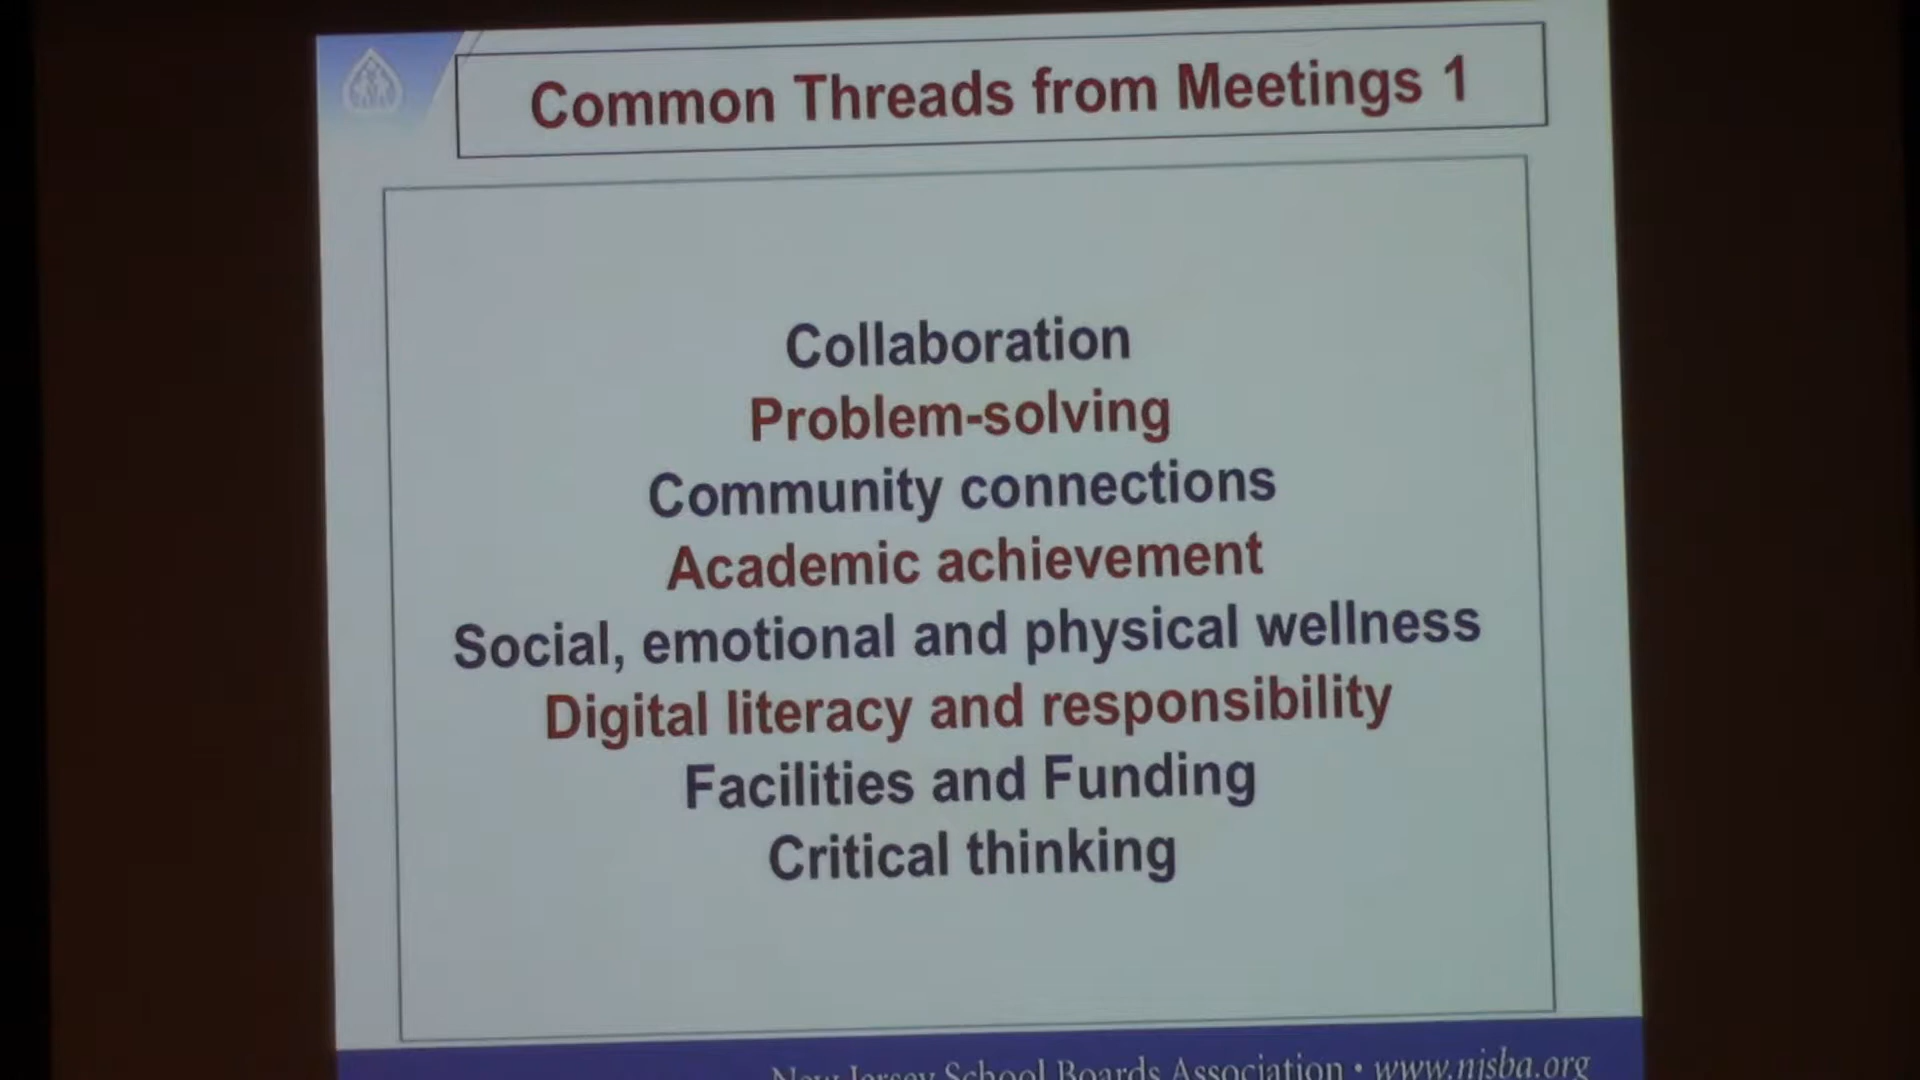 Common Threads from Meetings 1
Collaboration
Problem-solving
Community connections
Academic achievement
Social, emotional and physical wellness
Digital literacy and responsibility
Facilities and Funding
Critical thinking
New Jersey School Boards Association • www.njsba.org